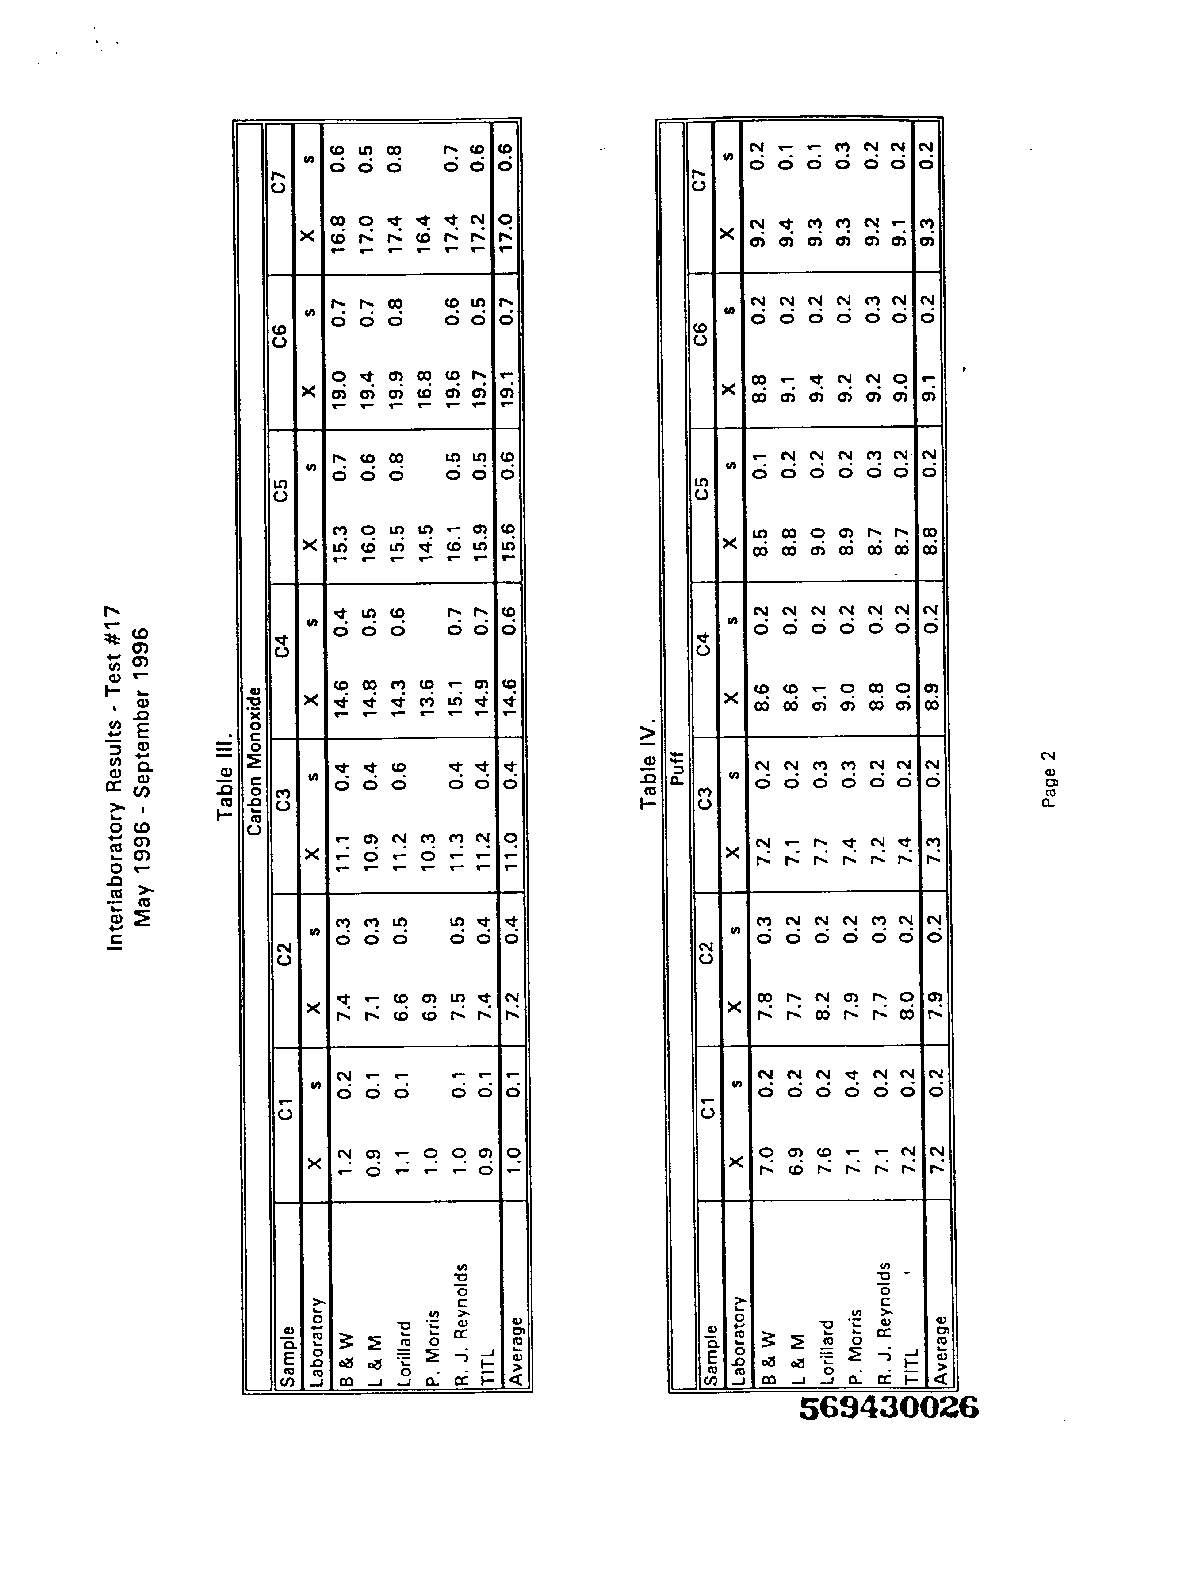 Interlaboratory Results - Test #17
May 1996 - September 1996
Table III.
Carbon Monoxide
Sample C1 C2 C3 C4 C5 C6 C7
Laboratory X s X s X s X s X s X s X s
B & W 1.2 0.2 7.4 0.3 11.1 0.4 14.6 0.4 15.3 0.7 19.0 0.7 16.8 0.6
L & M 0.9 0.1 7.1 0.3 10.9 0.4 14.8 0.5 16.0 0.6 19.4 0.7 17.0 0.5
Lorillard 1.1 0.1 6.6 0.5 11.2 0.6 14.3 0.6 15.5 0.8 19.9 0.8 17.4 0.8
P. Morris 1.0 6.9 10.3 13.6 14.5 16.8 16.4
R. J. Reynolds 1.0 0.1 7.5 0.5 11.3 0.4 15.1 0.7 16.1 0.5 19.6 0.6 17.4 0.7
TITL 0.9 0.1 7.4 0.4 11.2 0.4 14.9 0.7 15.9 0.5 19.7 0.5 17.2 0.6
Average 1.0 0.1 7.2 0.4 11.0 0.4 14.6 0.6 15.6 0.6 19.1 0.7 17.0 0.6
Table IV.
Puff
Sample C1 C2 C3 C4 C5 C6 C7
Laboratory X s X s X s X s X s X s X s
B & W 7.0 0.2 7.8 0.3 7.2 0.2 8.6 0.2 8.5 0.1 8.8 0.2 9.2 0.2
L & M 6.9 0.2 7.7 0.2 7.1 0.2 8.6 0.2 8.8 0.2 9.1 0.2 9.4 0.1
Lorillard 7.6 0.2 8.2 0.2 7.7 0.3 9.1 0.2 9.0 0.2 9.4 0.2 9.3 0.1
P. Morris 7.1 0.4 7.9 0.2 7.4 0.3 9.0 0.2 8.9 0.2 9.2 0.2 9.3 0.3
R. J. Reynolds 7.1 0.2 7.7 0.3 7.2 0.2 8.8 0.2 8.7 0.3 9.2 0.3 9.2 0.2
TITL 7.2 0.2 8.0 0.2 7.4 0.2 9.0 0.2 8.7 0.2 9.0 0.2 9.1 0.2
Average 7.2 0.2 7.9 0.2 7.3 0.2 8.9 0.2 8.8 0.2 9.1 0.2 9.3 0.2
Page 2
569430026